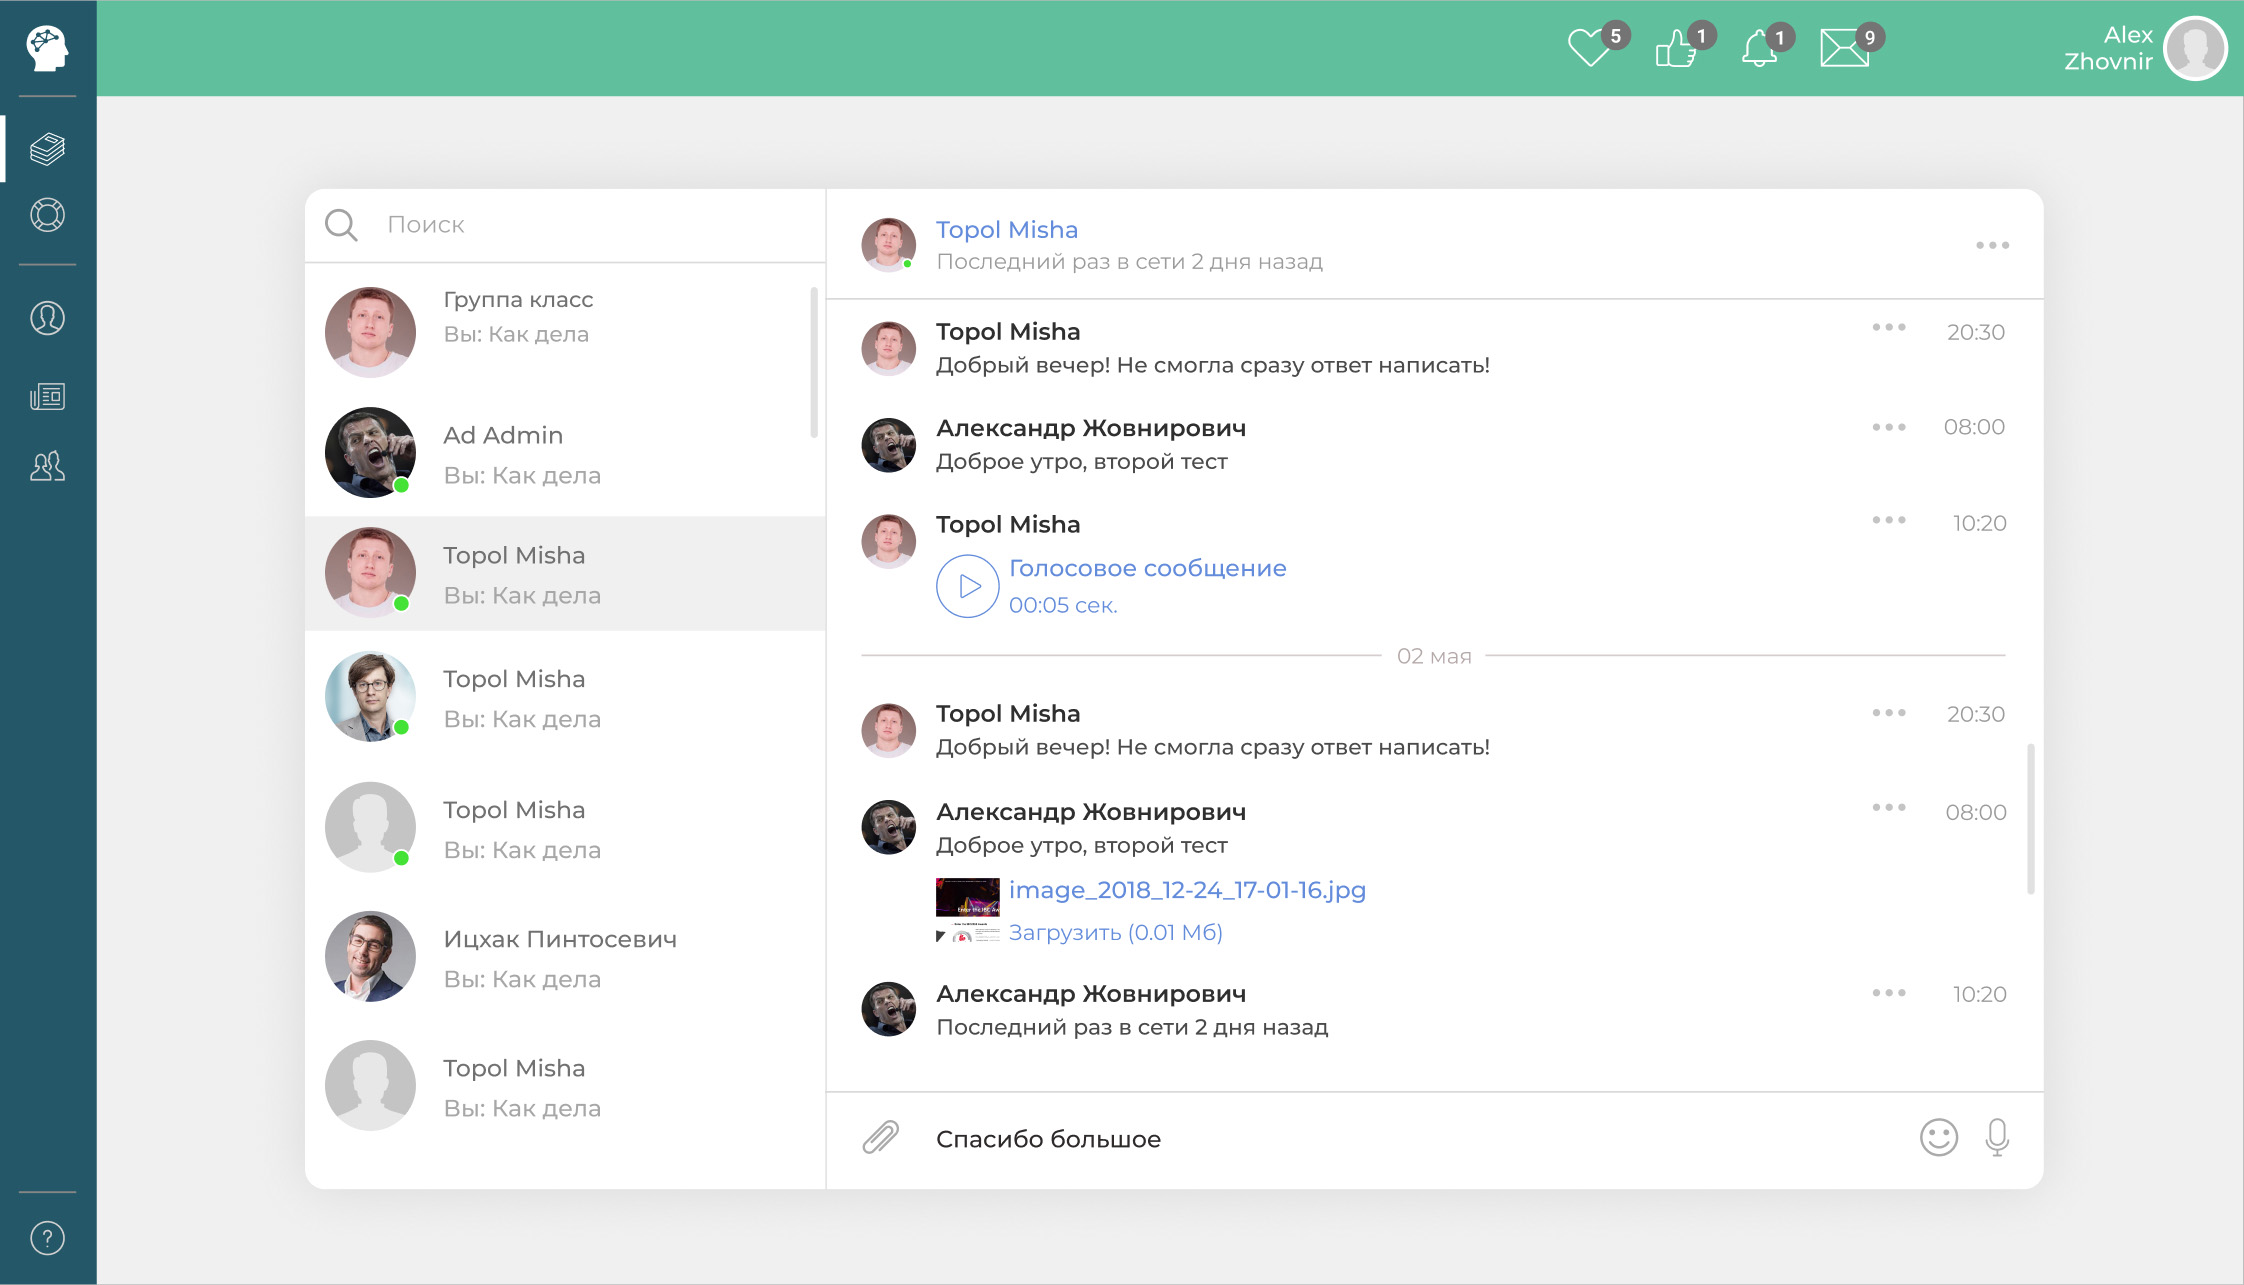 5
1
1
9
Alex
Zhovnir
Поиск
Группа класс
Вы: Как дела
Ad Admin
Вы: Как дела
Topol Misha
Вы: Как дела
Topol Misha
Вы: Как дела
Topol Misha
Вы: Как дела
Ицхак Пинтосевич
Вы: Как дела
Topol Misha
Вы: Как дела
Topol Misha
Последний раз в сети 2 дня назад
Topol Misha
20:30
Добрый вечер! Не смогла сразу ответ написать!
Александр Жовнирович
08:00
Доброе утро, второй тест
Topol Misha
10:20
Голосовое сообщение
00:05 сек.
02 мая
Topol Misha
20:30
Добрый вечер! Не смогла сразу ответ написать!
Александр Жовнирович
08:00
Доброе утро, второй тест
image_2018_12-24_17-01-16.jpg
Загрузить (0.01 Мб)
Александр Жовнирович
10:20
Последний раз в сети 2 дня назад
Спасибо большое
?